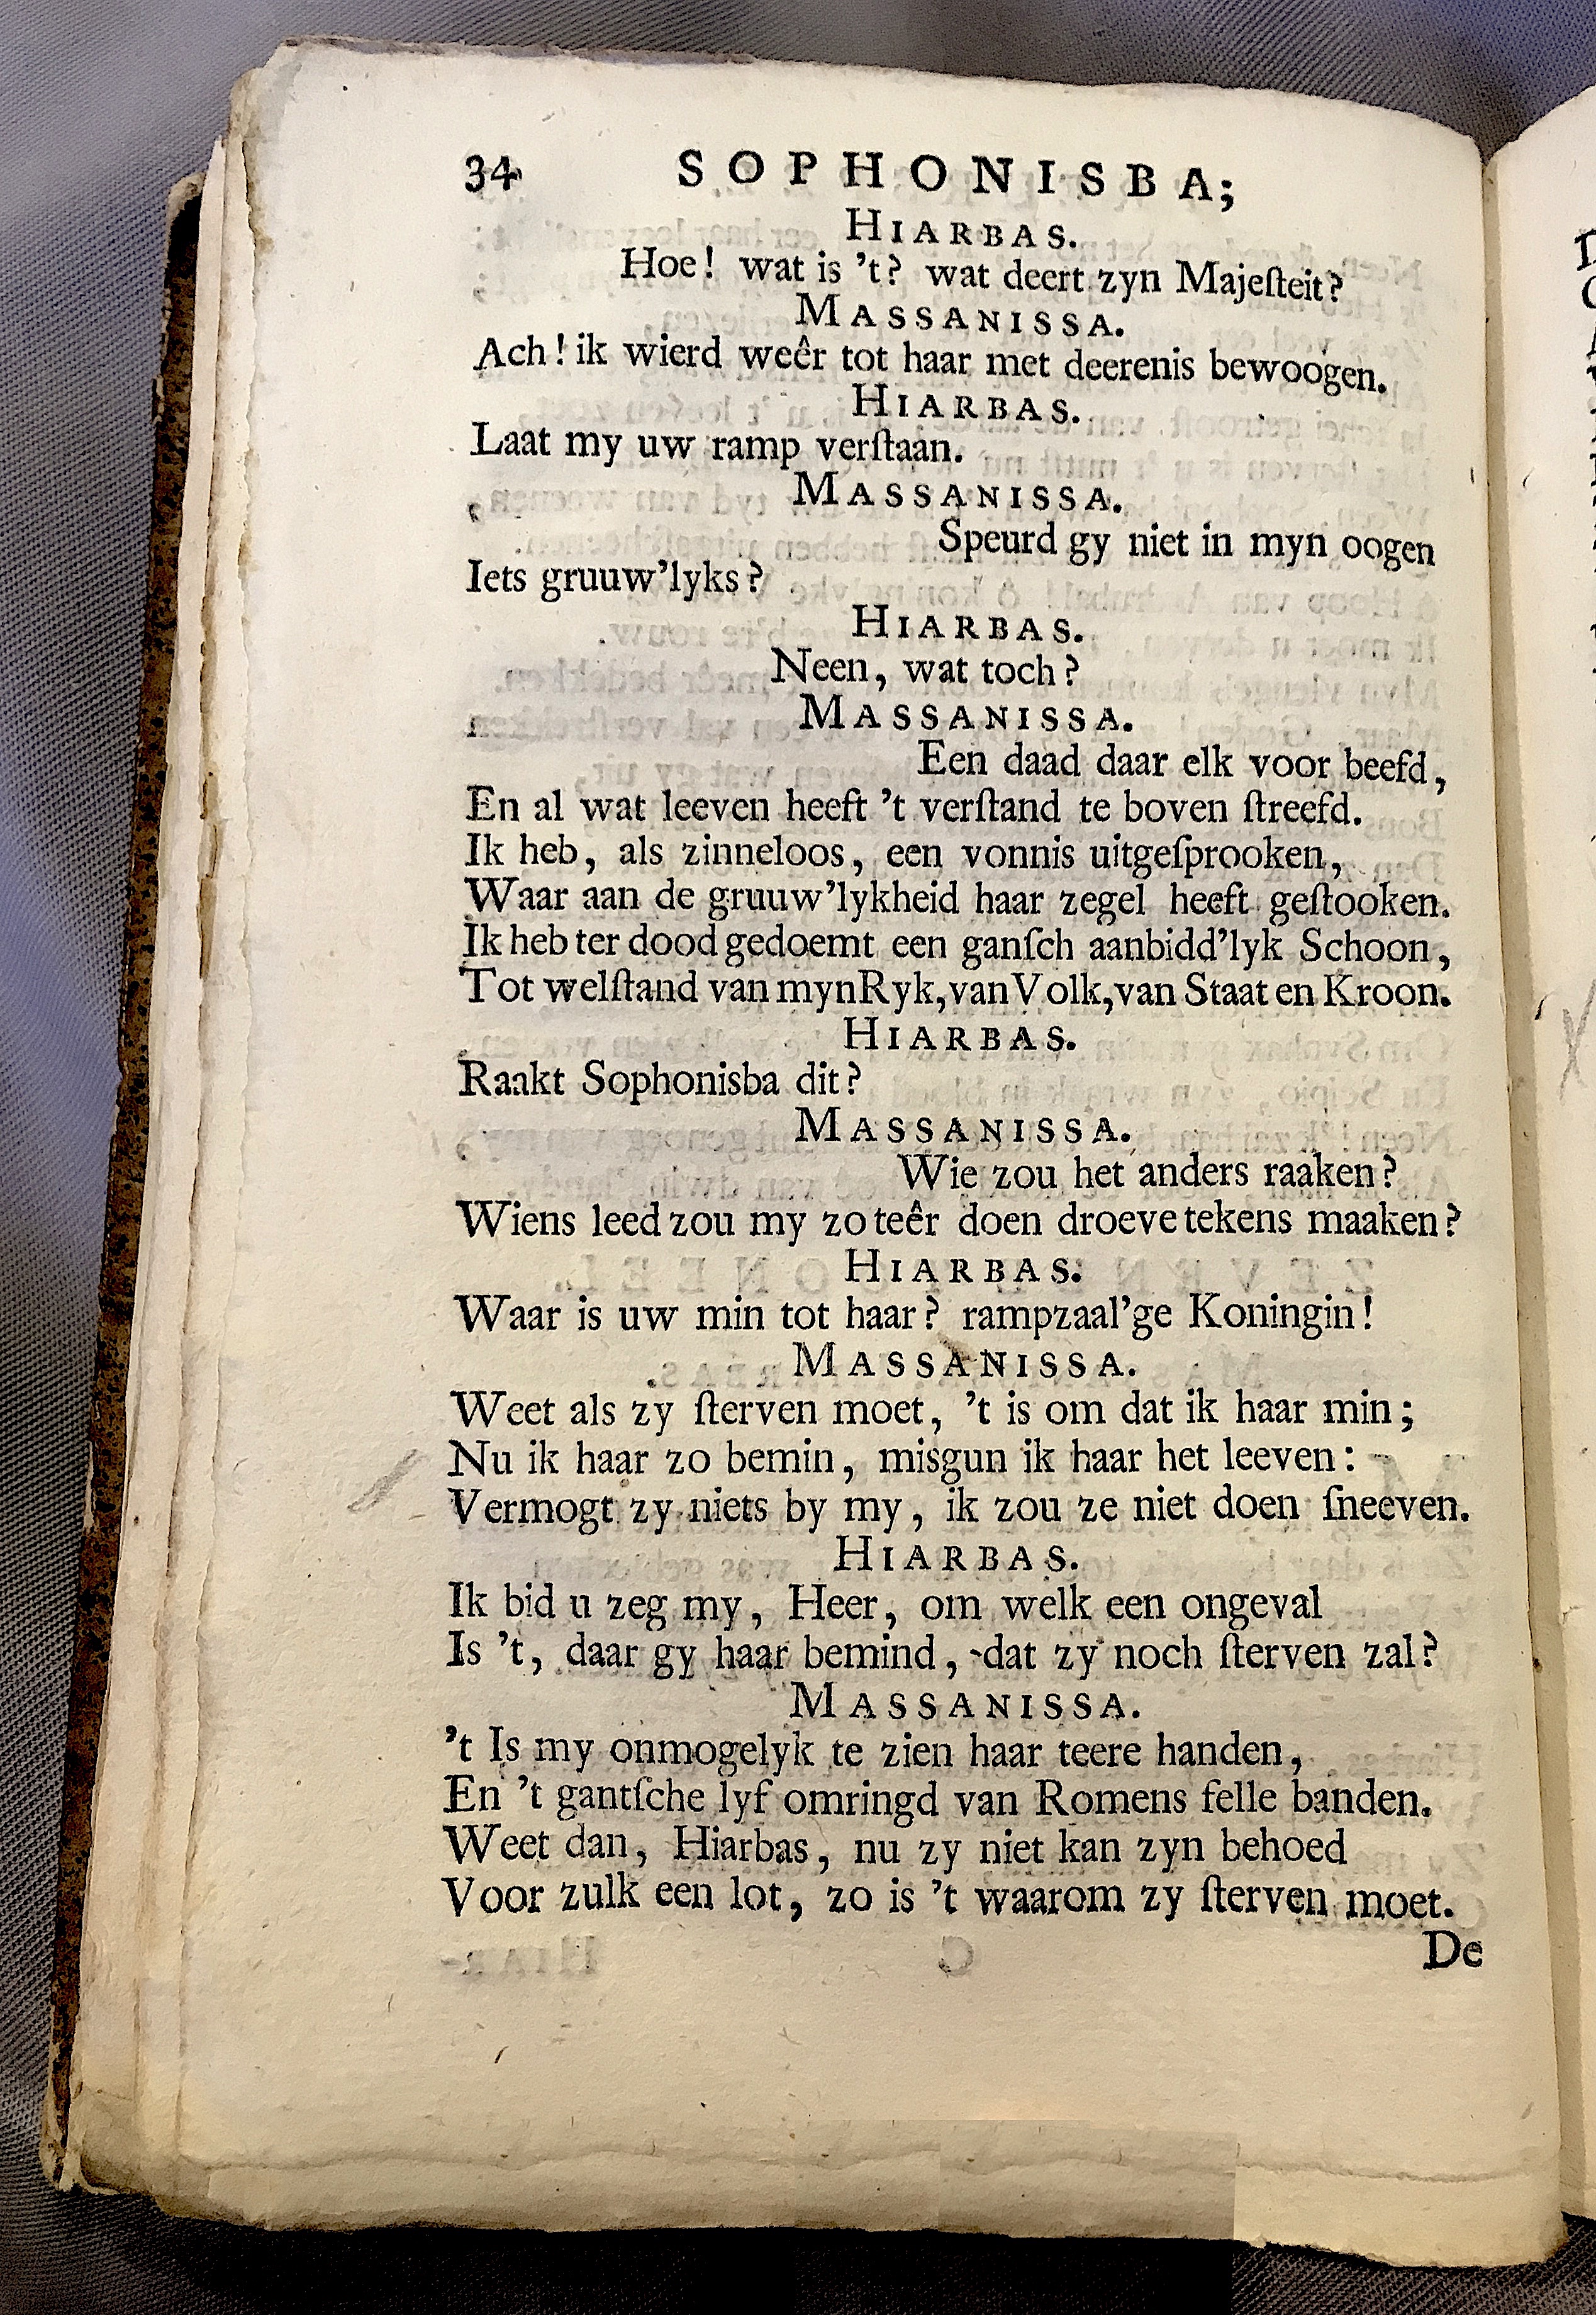 34 SOPHONISBA;
HIARBAS.
Hoe! wat is 't? wat deert zyn Majeſteit?
MASSANISSA.
Ach! ik wierd weêr tot haar met deerenis bewoogen.
HIARBAS.
Laat my uw ramp verſtaan.
MASSANISSA.
Speurd gy niet in myn oogen
Iets gruuw'lyks?
HIARBAS.
Neen, wat toch?
MASSANISSA.
Een daad daar elk voor beefd,
En al wat leeven heeft 't verſtand te boven ſtreefd.
Ik heb, als zinneloos, een vonnis uitgeſprooken,
Waar aan de gruuw'lykheid haar zegel heeft geſtooken.
Ik heb ter dood gedoemt een ganſch aanbidd'lyk Schoon,
Tot welſtand van myn Ryk, van Volk, van Staat en Kroon.
HIARBAS.
Raakt Sophonisba dit?
MASSANISSA.
Wie zou het anders raaken?
Wiens leed zou my zo teêr doen droeve tekens maaken?
HIARBAS.
Waar is uw min tot haar? rampzaal'ge Koningin!
MASSANISSA.
Weet als zy ſterven moet, 't is om dat ik haar min;
Nu ik haar zo bemin, misgun ik haar het leeven:
Vermogt zy niets by my, ik zou ze niet doen ſneeven.
HIARBAS.
Ik bid u zeg my, Heer, om welk een ongeval
Is 't, daar gy haar bemind, dat zy noch ſterven zal?
MASSANISSA.
't Is my onmogelyk te zien haar teere handen,
En 't gantſche lyf omringd van Romens felle banden.
Weet dan, Hiarbas, nu zy niet kan zyn behoed
Voor zulk een lot, zo is 't waarom zy ſterven moet.
De